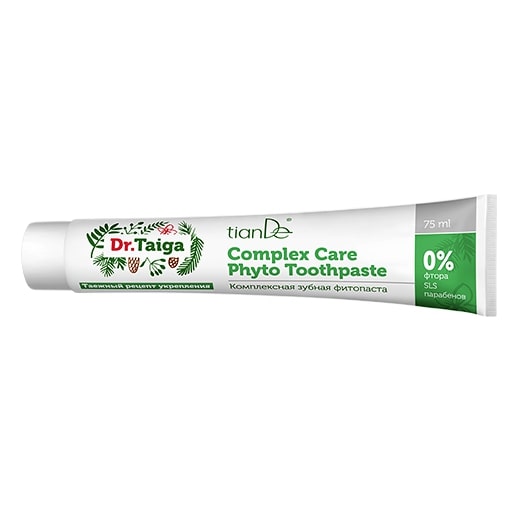 Dr.Taiga
Таежный рецепт укрепления
tianDe®
Complex Care
Phyto Toothpaste
Комплексная зубная фитопаста
75 ml
0%
фтора
SLS
парабенов